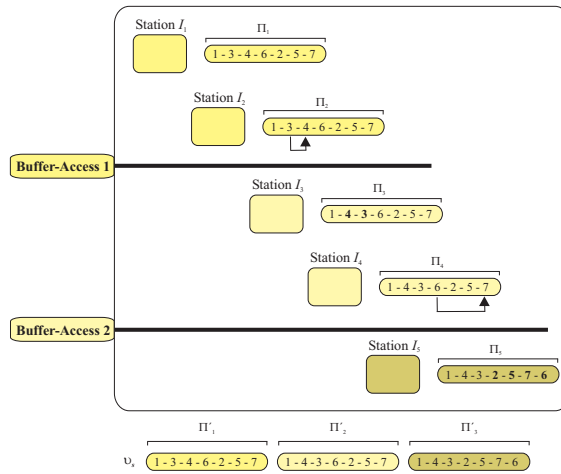 Station I₁
Π₁
1 - 3 - 4 - 6 - 2 - 5 - 7
Station I₂
Π₂
1 - 3 - 4 - 6 - 2 - 5 - 7
Buffer-Access 1
Station I₃
Π₃
1 - 4 - 3 - 6 - 2 - 5 - 7
Station I₄
Π₄
1 - 4 - 3 - 6 - 2 - 5 - 7
Buffer-Access 2
Station I₅
Π₅
1 - 4 - 3 - 2 - 5 - 7 - 6
Π′₁ Π′₂ Π′₃
υₛ 1 - 3 - 4 - 6 - 2 - 5 - 7 1 - 4 - 3 - 6 - 2 - 5 - 7 1 - 4 - 3 - 2 - 5 - 7 - 6